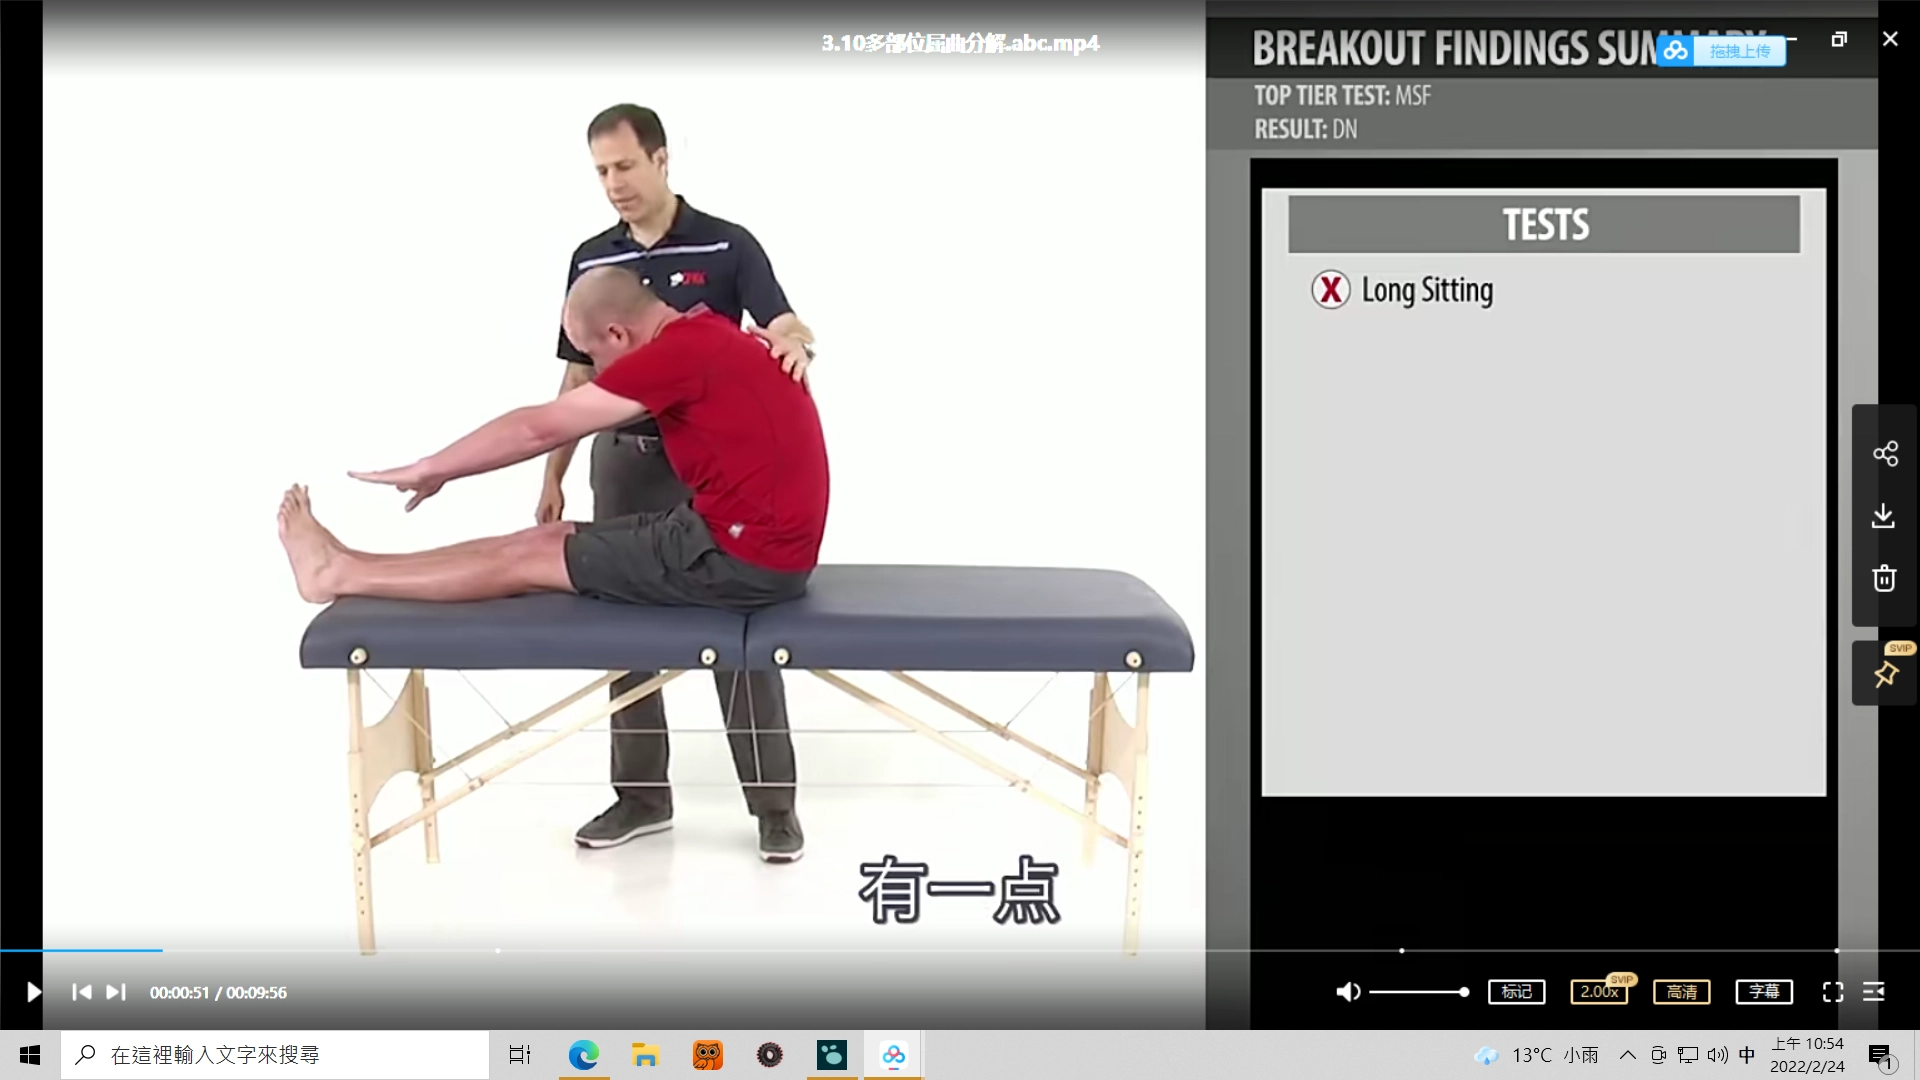 3.10多部位屈曲分解.abc.mp4
BREAKOUT FINDINGS
拖拽上传
TOP TIER TEST: MSF
RESULT: DN
TESTS
X Long Sitting
SVIP
有一点
00:00:51 / 00:09:56
标记
2.00x
SVIP
高清
字幕
在這裡輸入文字來搜尋
13°C 小雨
中
上午 10:54
2022/2/24
1